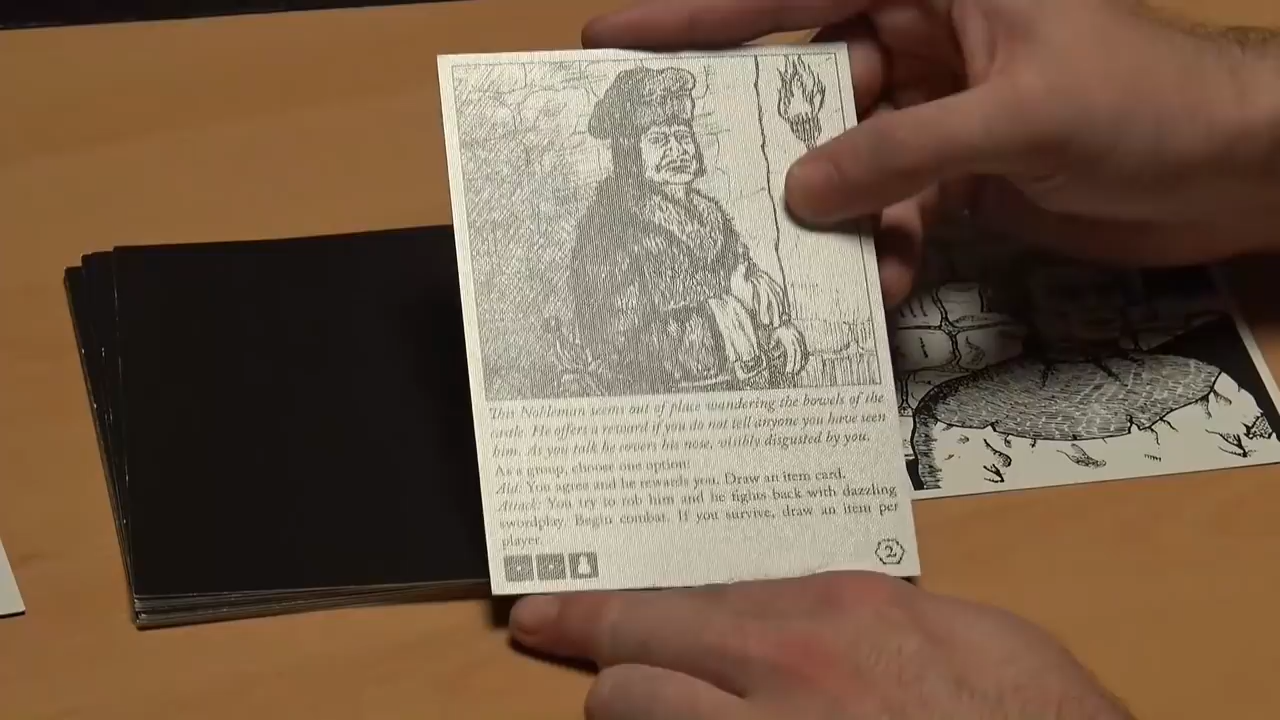 This Nobleman seems out of place wandering the bowels of the
castle. He offers a reward if you do not tell anyone you have seen
him. As you talk he covers his nose, visibly disgusted by you.
As a group, choose one option:
Aid. You agree and he rewards you. Draw an item card.
Attack. You try to rob him and he fights back with dazzling
swordplay. Begin combat. If you survive, draw an item per
player.
2